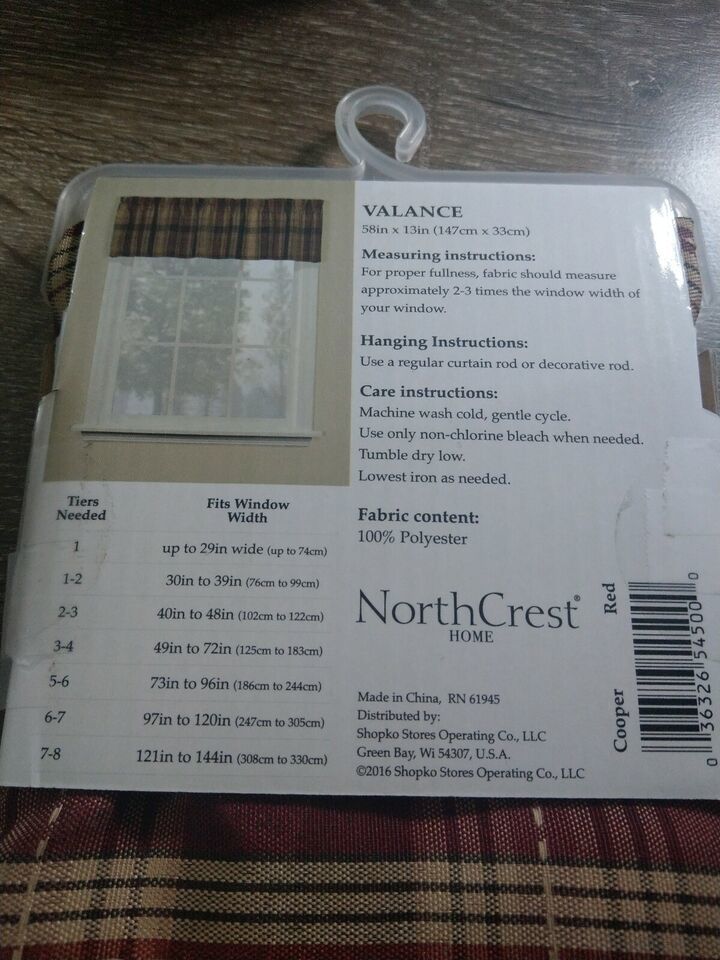 VALANCE
58in x 13in (147cm x 33cm)
Measuring instructions:
For proper fullness, fabric should measure
approximately 2-3 times the window width of
your window.
Hanging Instructions:
Use a regular curtain rod or decorative rod.
Care instructions:
Machine wash cold, gentle cycle.
Use only non-chlorine bleach when needed.
Tumble dry low.
Lowest iron as needed.
Fabric content:
100% Polyester
Tiers Fits Window
Needed Width
1 up to 29in wide (up to 74cm)
1-2 30in to 39in (76cm to 99cm)
2-3 40in to 48in (102cm to 122cm)
3-4 49in to 72in (125cm to 183cm)
5-6 73in to 96in (186cm to 244cm)
6-7 97in to 120in (247cm to 305cm)
7-8 121in to 144in (308cm to 330cm)
NorthCrest®
HOME
Made in China, RN 61945
Distributed by:
Shopko Stores Operating Co., LLC
Green Bay, Wi 54307, U.S.A.
©2016 Shopko Stores Operating Co., LLC
Cooper Red
0 36326 54500 0